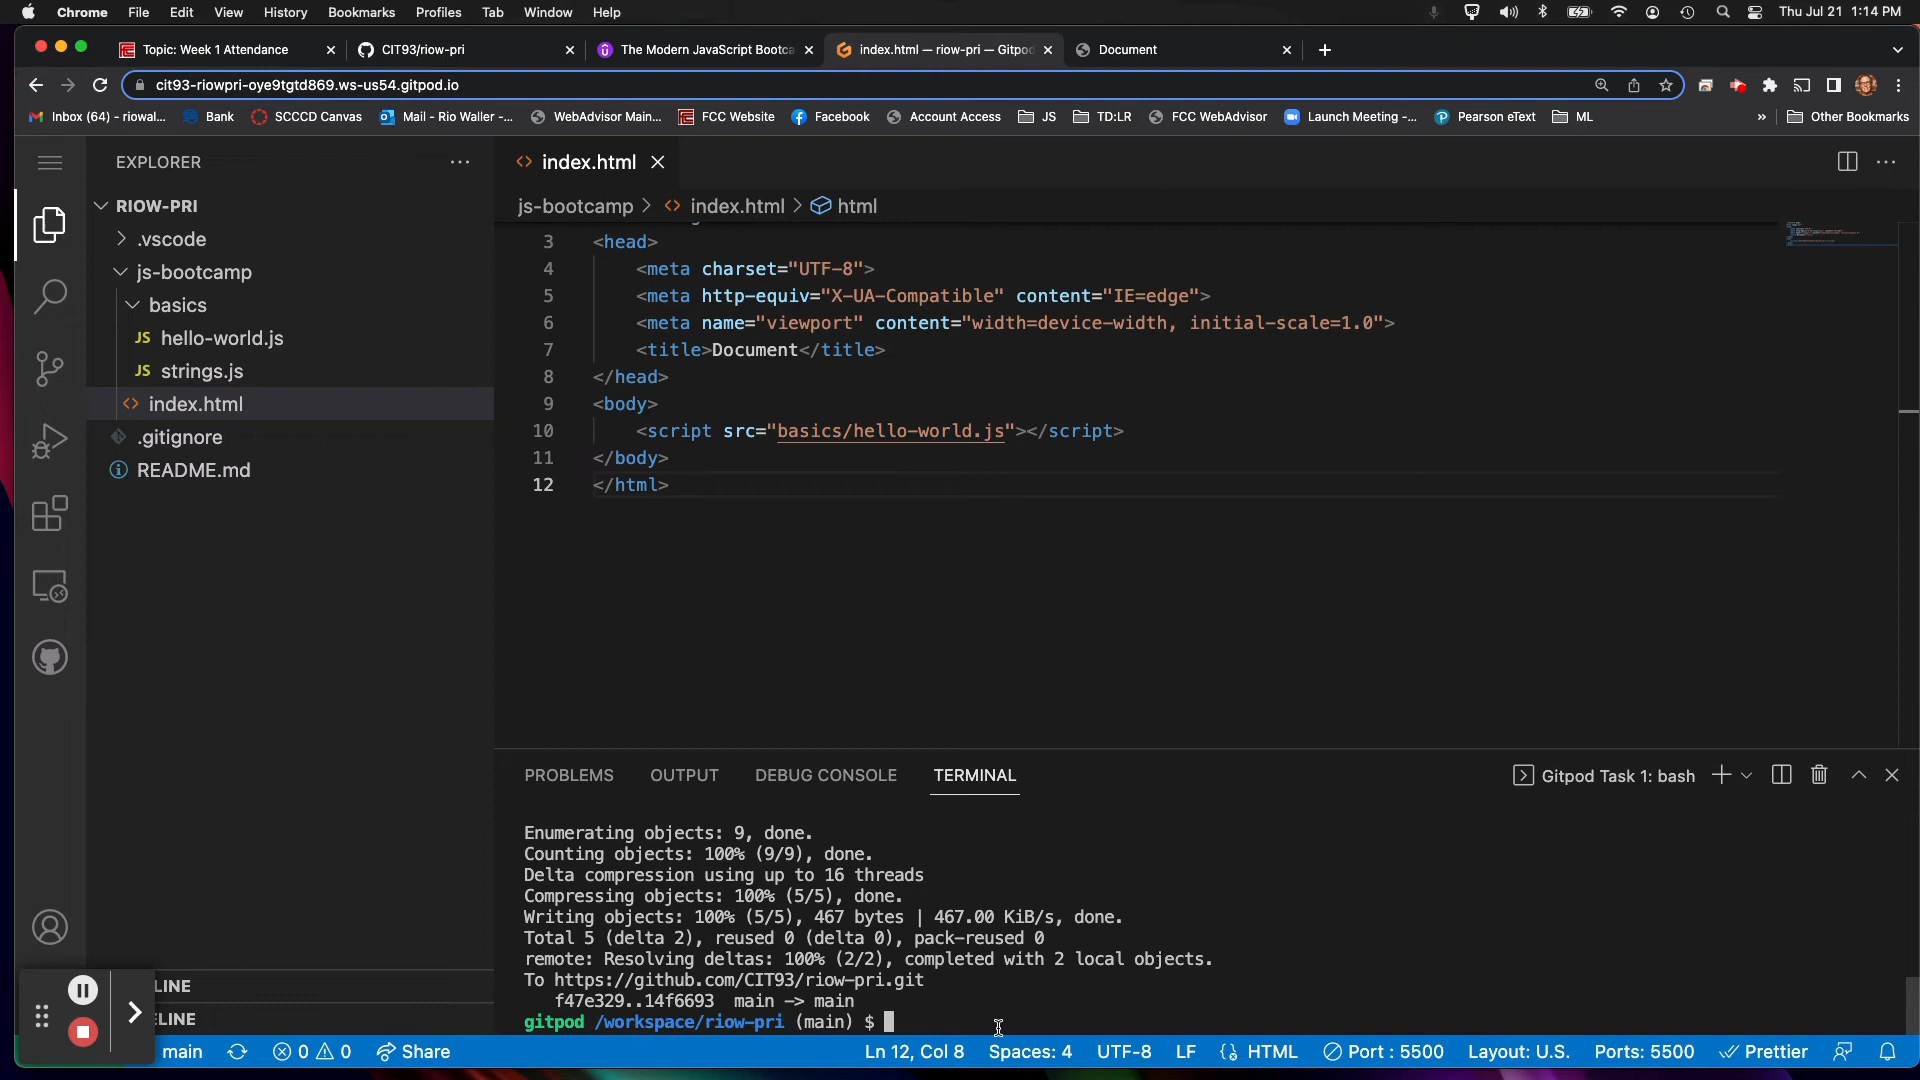 Chrome File Edit View History Bookmarks Profiles Tab Window Help Thu Jul 21 1:14 PM
Topic: Week 1 Attendance CIT93/riow-pri The Modern JavaScript Bootca index.html — riow-pri — Gitpod Document
cit93-riowpri-oye9tgtd869.ws-us54.gitpod.io
Inbox (64) - riowal... Bank SCCCD Canvas Mail - Rio Waller -... WebAdvisor Main... FCC Website Facebook Account Access JS TD:LR FCC WebAdvisor Launch Meeting -... Pearson eText ML » Other Bookmarks
EXPLORER
RIOW-PRI
.vscode
js-bootcamp
basics
JS hello-world.js
JS strings.js
index.html
.gitignore
README.md
LINE
ELINE
index.html
js-bootcamp > index.html > html
3 <head>
4 <meta charset="UTF-8">
5 <meta http-equiv="X-UA-Compatible" content="IE=edge">
6 <meta name="viewport" content="width=device-width, initial-scale=1.0">
7 <title>Document</title>
8 </head>
9 <body>
10 <script src="basics/hello-world.js"></script>
11 </body>
12 </html>
PROBLEMS OUTPUT DEBUG CONSOLE TERMINAL Gitpod Task 1: bash
Enumerating objects: 9, done.
Counting objects: 100% (9/9), done.
Delta compression using up to 16 threads
Compressing objects: 100% (5/5), done.
Writing objects: 100% (5/5), 467 bytes | 467.00 KiB/s, done.
Total 5 (delta 2), reused 0 (delta 0), pack-reused 0
remote: Resolving deltas: 100% (2/2), completed with 2 local objects.
To https://github.com/CIT93/riow-pri.git
f47e329..14f6693 main -> main
gitpod /workspace/riow-pri (main) $
main 0 0 Share Ln 12, Col 8 Spaces: 4 UTF-8 LF HTML Port : 5500 Layout: U.S. Ports: 5500 Prettier